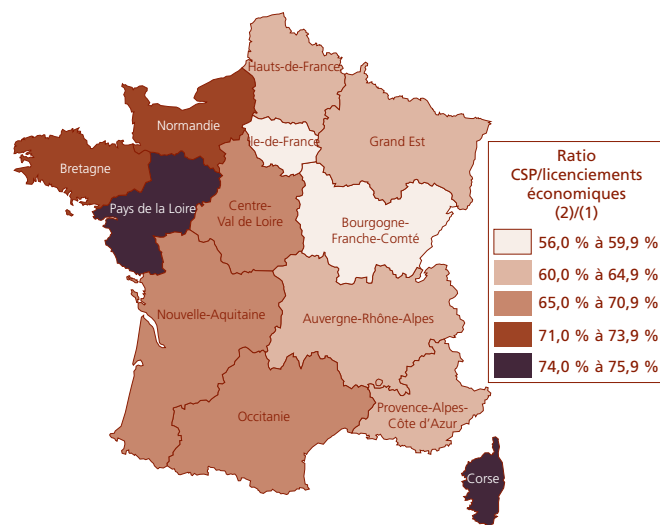 Hauts-de-France
Normandie
Ile-de-France
Grand Est
Bretagne
Pays de la Loire
Centre-
Val de Loire
Bourgogne-
Franche-Comté
Nouvelle-Aquitaine
Auvergne-Rhône-Alpes
Occitanie
Provence-Alpes-
Côte d’Azur
Corse
Ratio
CSP/licenciements
économiques
(2)/(1)
56,0 % à 59,9 %
60,0 % à 64,9 %
65,0 % à 70,9 %
71,0 % à 73,9 %
74,0 % à 75,9 %